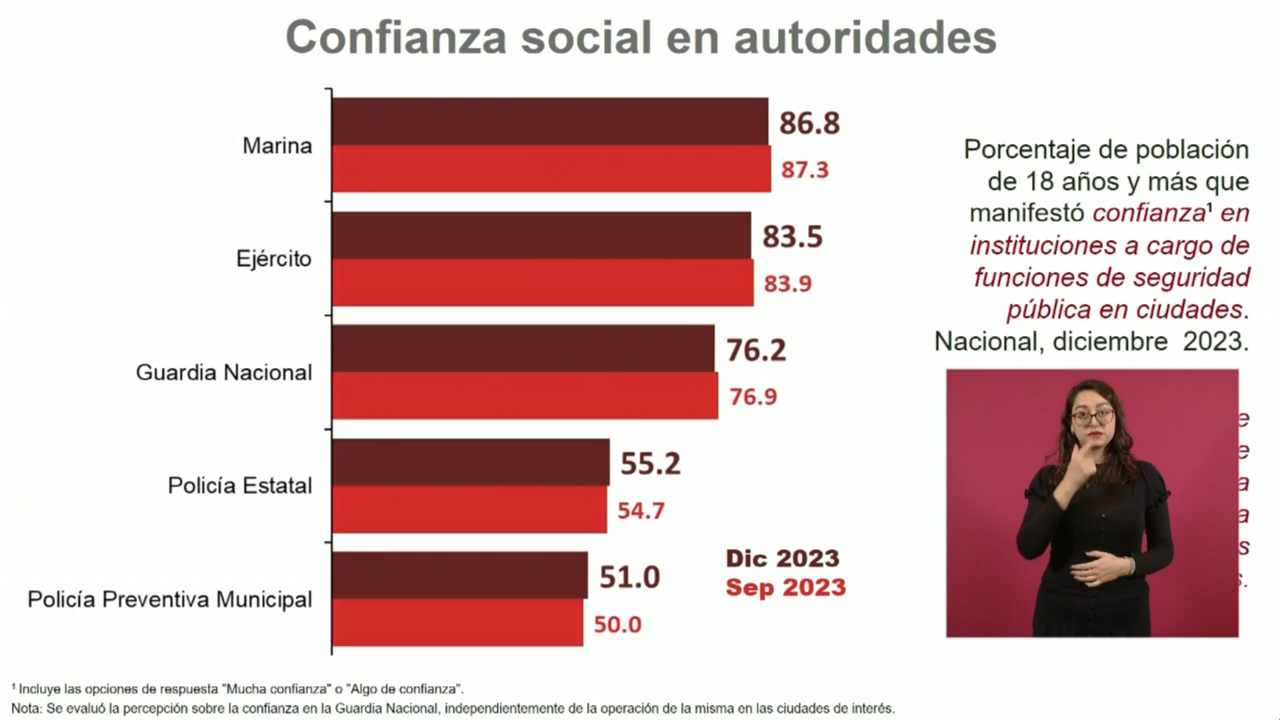 Confianza social en autoridades
Marina
86.8
87.3
Ejército
83.5
83.9
Guardia Nacional
76.2
76.9
Policía Estatal
55.2
54.7
Policía Preventiva Municipal
51.0
50.0
Dic 2023
Sep 2023
Porcentaje de población
de 18 años y más que
manifestó confianza¹ en
instituciones a cargo de
funciones de seguridad
pública en ciudades.
Nacional, diciembre 2023.
¹ Incluye las opciones de respuesta "Mucha confianza" o "Algo de confianza".
Nota: Se evaluó la percepción sobre la confianza en la Guardia Nacional, independientemente de la operación de la misma en las ciudades de interés.